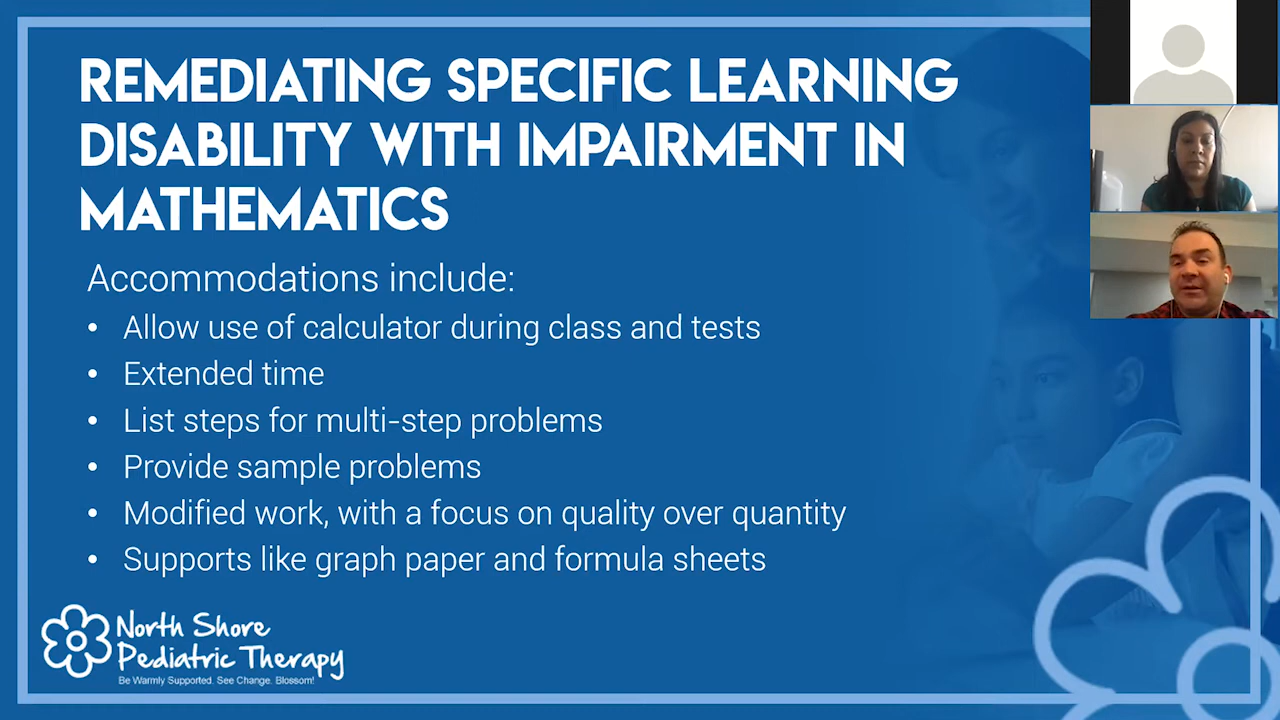 REMEDIATING SPECIFIC LEARNING
DISABILITY WITH IMPAIRMENT IN
MATHEMATICS
Accommodations include:
• Allow use of calculator during class and tests
• Extended time
• List steps for multi-step problems
• Provide sample problems
• Modified work, with a focus on quality over quantity
• Supports like graph paper and formula sheets
North Shore
Pediatric Therapy
Be Warmly Supported. See Change. Blossom!